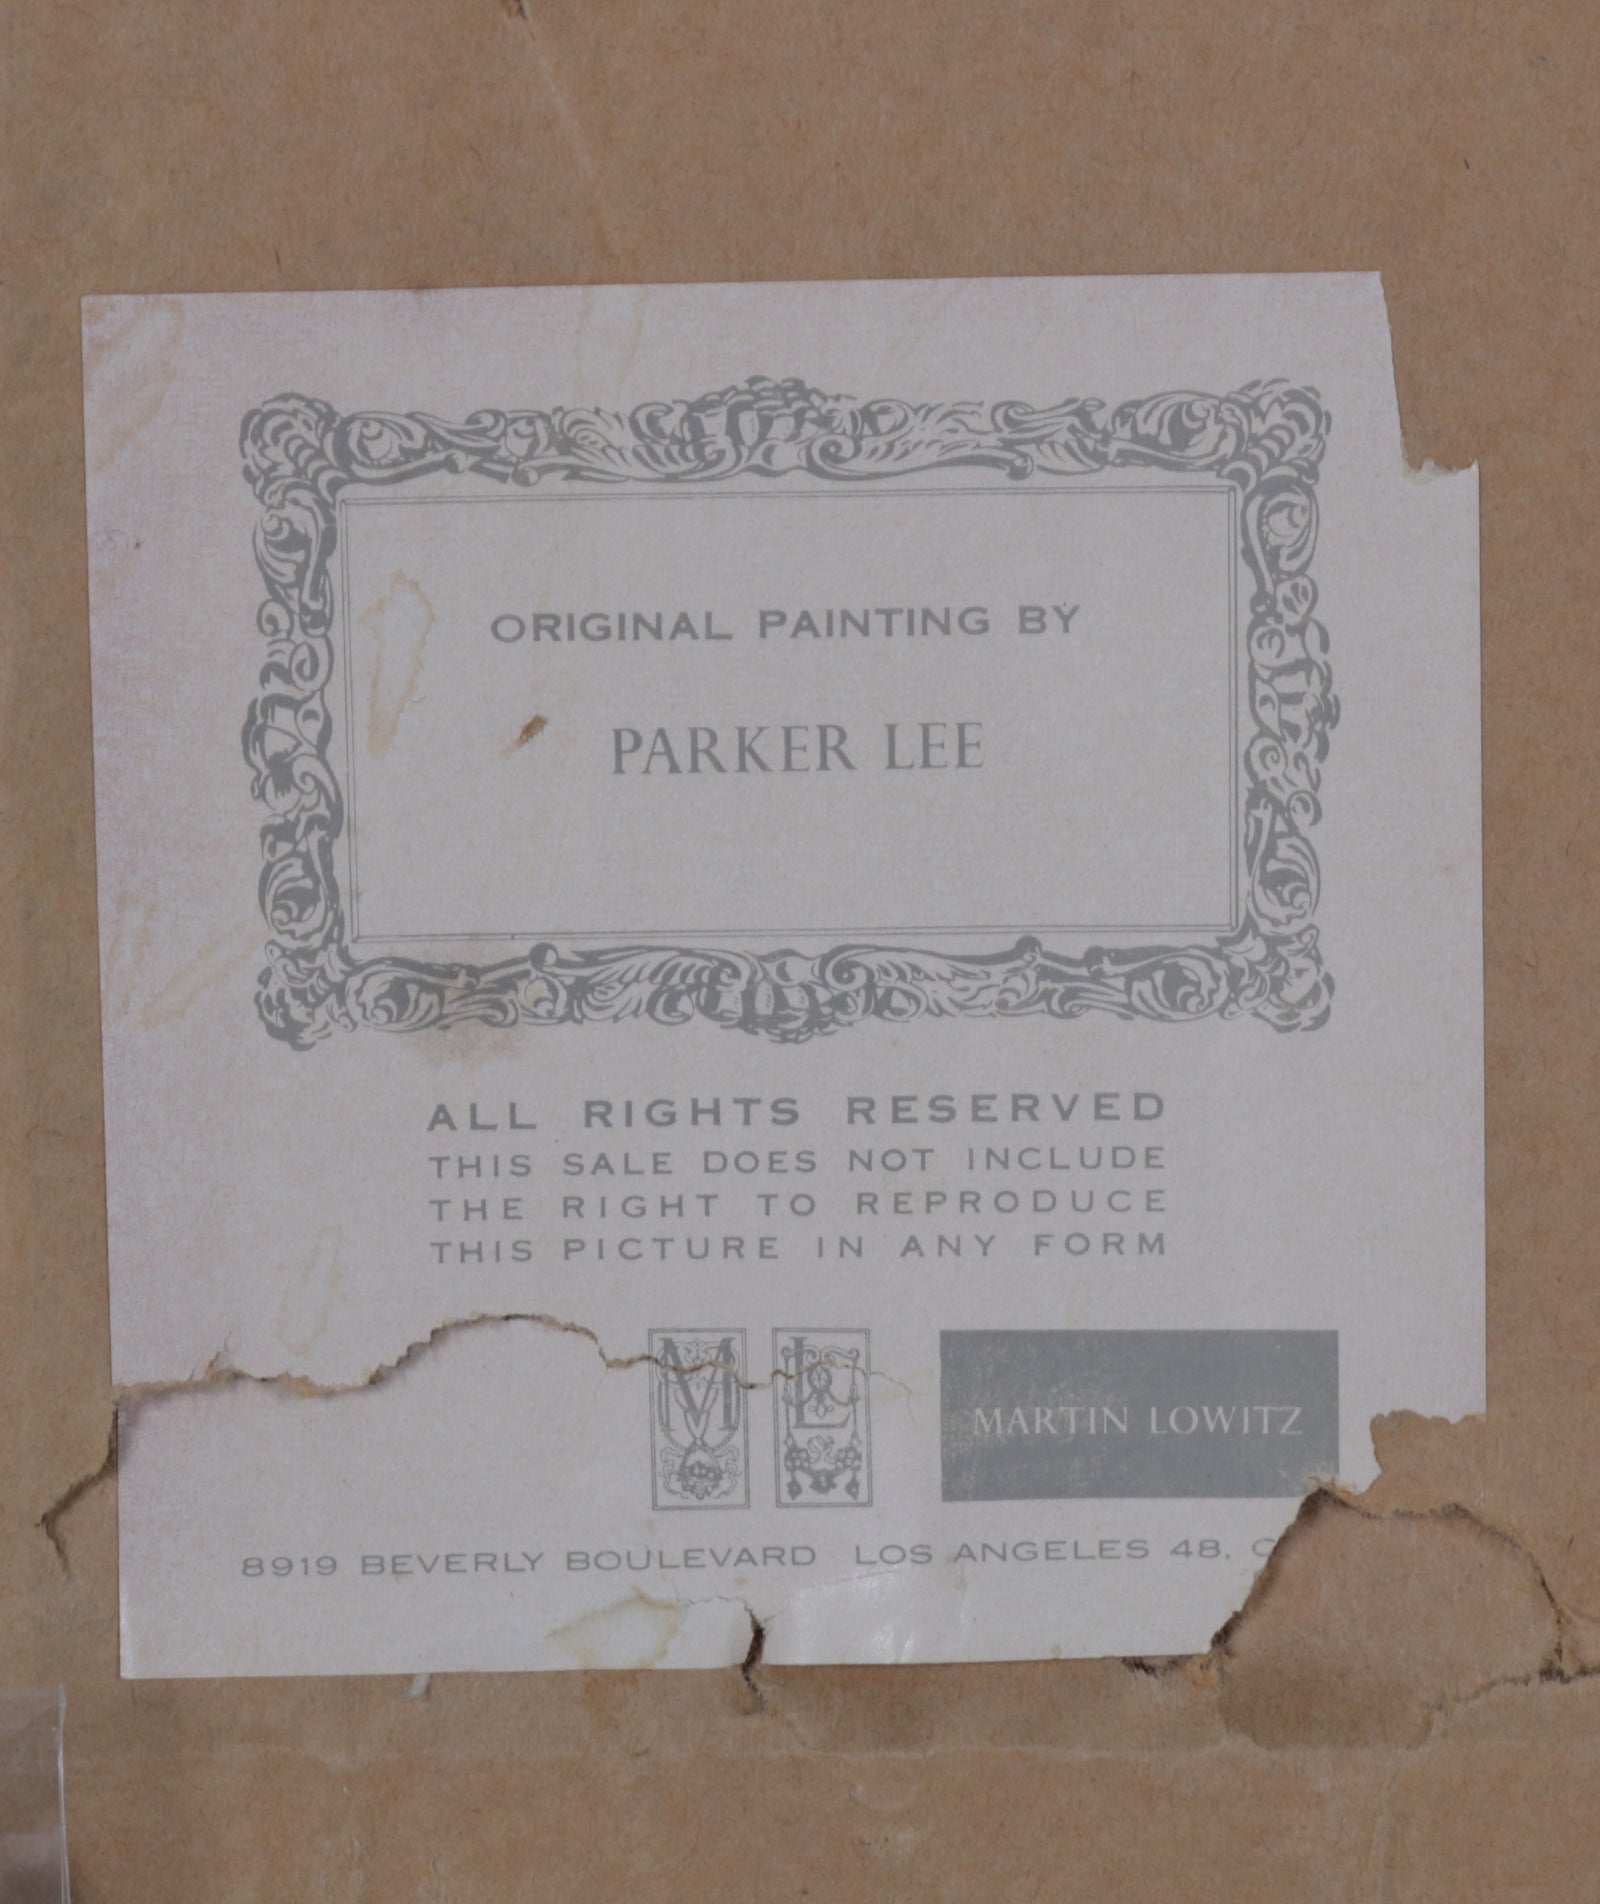 ORIGINAL PAINTING BY
PARKER LEE
ALL RIGHTS RESERVED
THIS SALE DOES NOT INCLUDE
THE RIGHT TO REPRODUCE
THIS PICTURE IN ANY FORM
M L
MARTIN LOWITZ
8919 BEVERLY BOULEVARD LOS ANGELES 48,